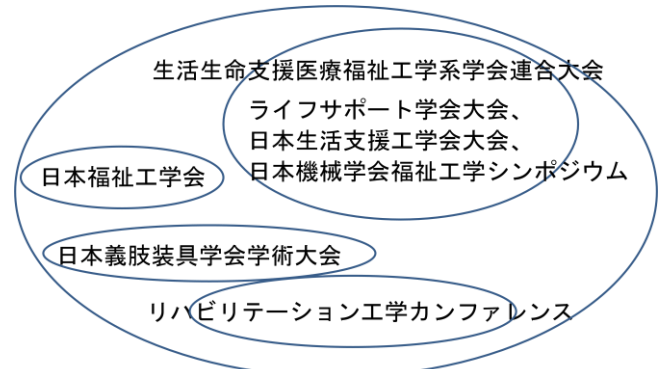 生活生命支援医療福祉工学系学会連合大会
ライフサポート学会大会、
日本生活支援工学会大会、
日本機械学会福祉工学シンポジウム
日本福祉工学会
日本義肢装具学会学術大会
リハビリテーション工学カンファレンス